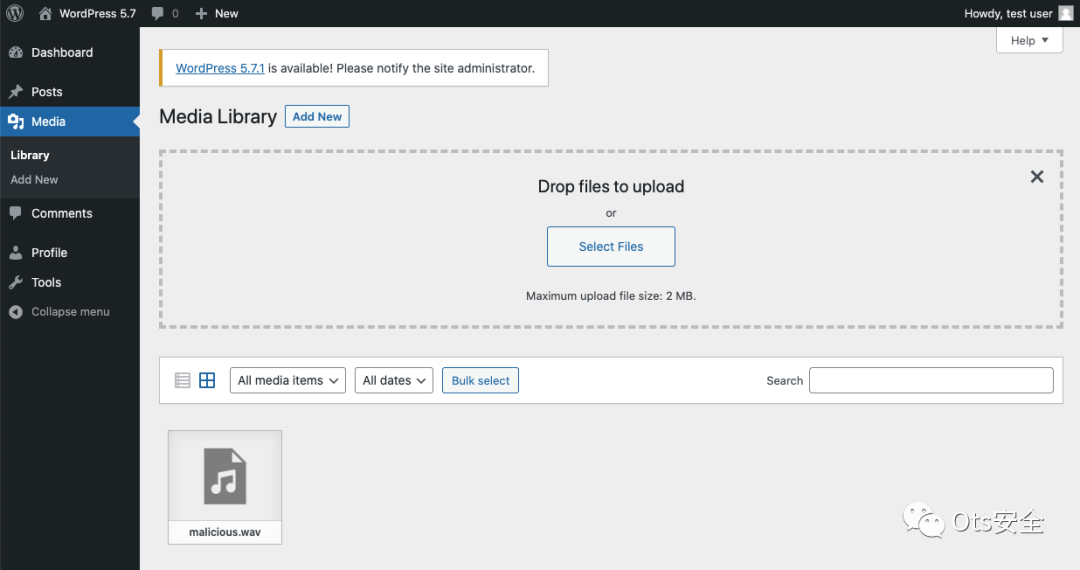 WordPress 5.7 0 New Howdy, test user
Help
Dashboard
WordPress 5.7.1 is available! Please notify the site administrator.
Posts
Media
Media Library Add New
Library
Add New
Comments
Profile
Tools
Collapse menu
Drop files to upload
or
Select Files
Maximum upload file size: 2 MB.
All media items All dates Bulk select Search
malicious.wav
Ots安全